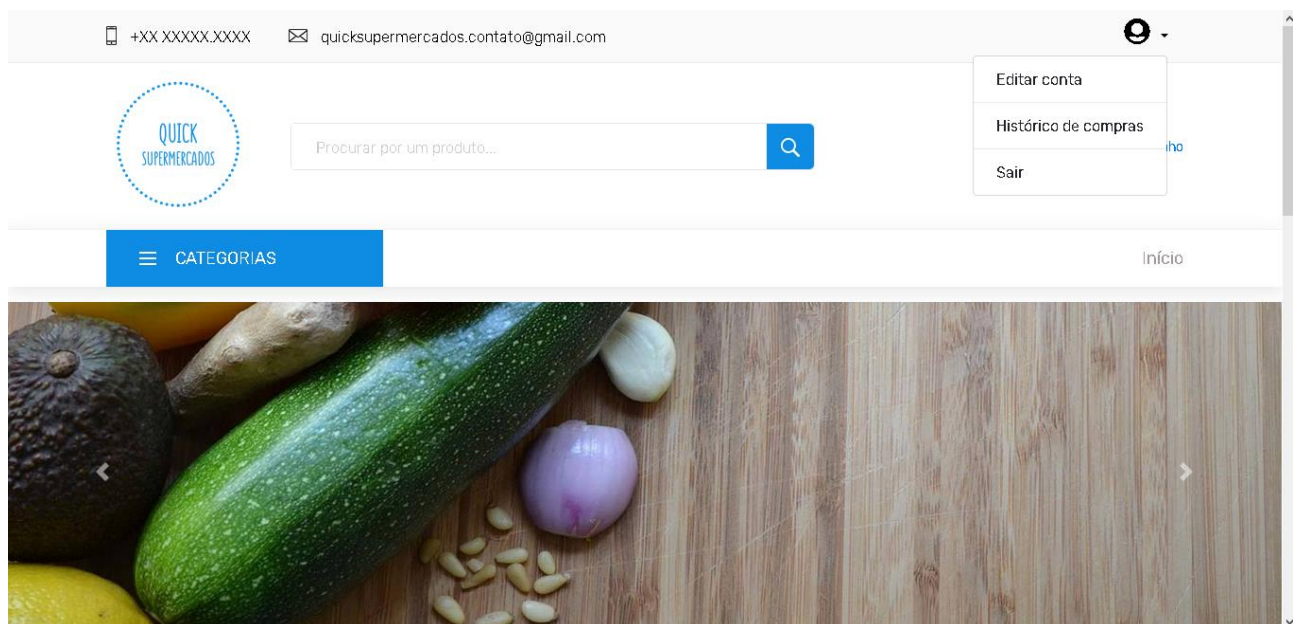 +XX XXXXX.XXXX
quicksupermercados.contato@gmail.com
Editar conta
Histórico de compras
Sair
QUICK
SUPERMERCADOS
Procurar por um produto...
CATEGORIAS
Início